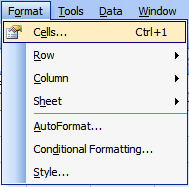 Format Tools Data Window
Cells... Ctrl+1
Row
Column
Sheet
AutoFormat...
Conditional Formatting...
Style...